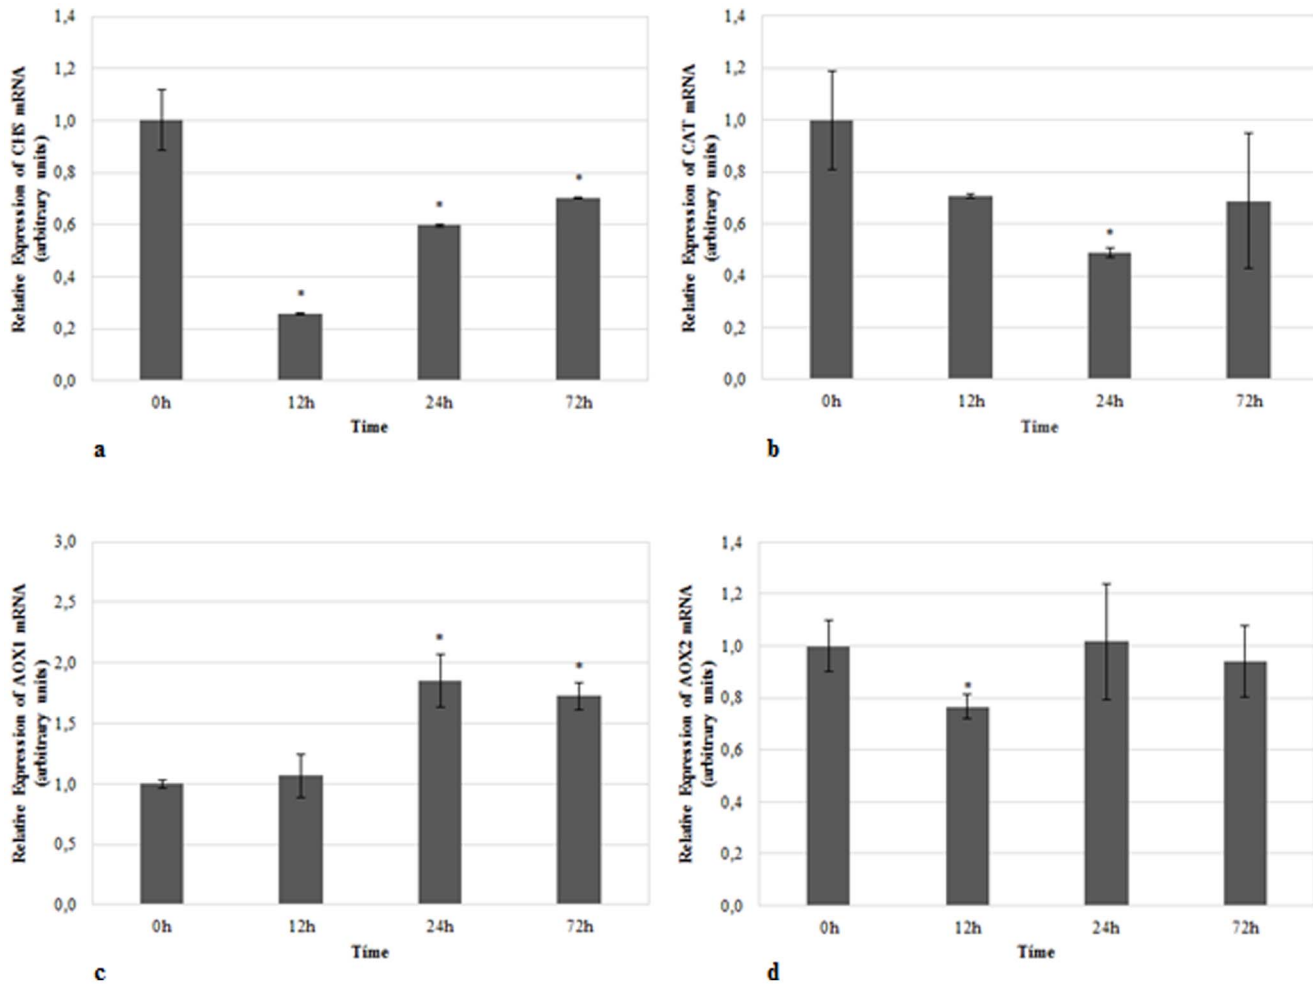 Relative Expression of CHS mRNA
(arbitrary units)
1,4
1,2
1,0
0,8
0,6
0,4
0,2
0,0
*
*
*
0h 12h 24h 72h
Time
a
Relative Expression of CAT mRNA
(arbitrary units)
1,4
1,2
1,0
0,8
0,6
0,4
0,2
0,0
*
0h 12h 24h 72h
Time
b
Relative Expression of AOX1 mRNA
(arbitrary units)
3,0
2,5
2,0
1,5
1,0
0,5
0,0
*
*
0h 12h 24h 72h
Time
c
Relative Expression of AOX2 mRNA
(arbitrary units)
1,4
1,2
1,0
0,8
0,6
0,4
0,2
0,0
*
0h 12h 24h 72h
Time
d